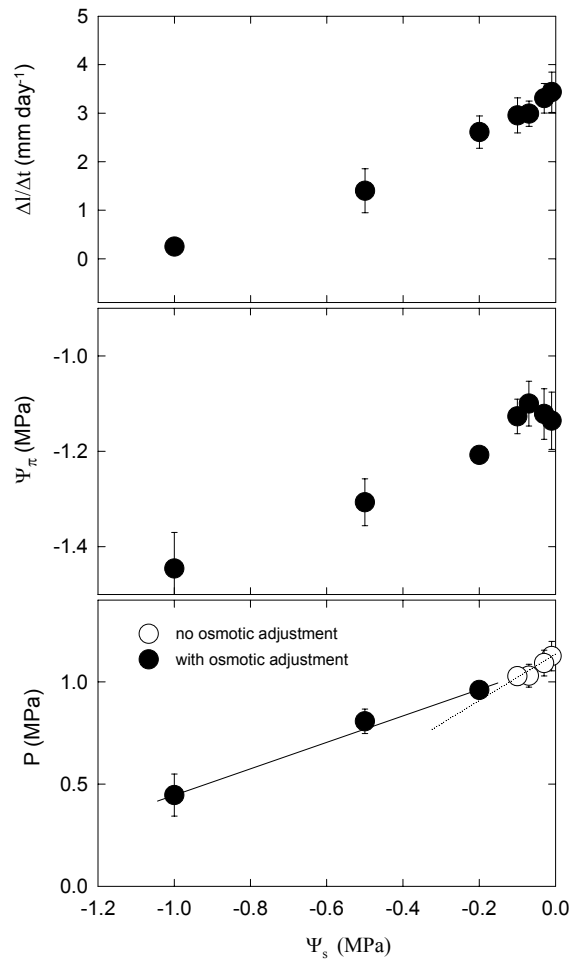 5
4
3
2
1
0
Δl/Δt (mm day⁻¹)
-1.0
-1.2
-1.4
Ψπ (MPa)
no osmotic adjustment
with osmotic adjustment
1.0
0.5
0.0
P (MPa)
-1.2 -1.0 -0.8 -0.6 -0.4 -0.2 0.0
Ψs (MPa)